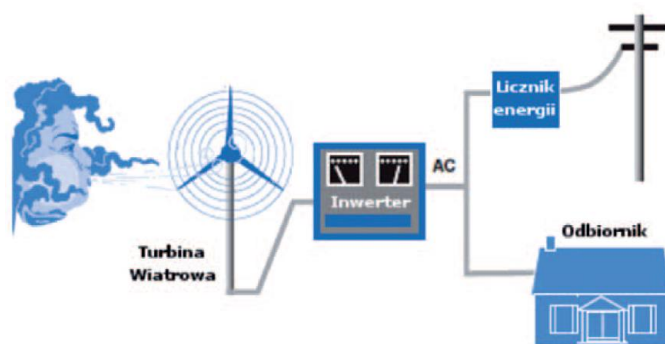 Licznik
energii
AC
Inwerter
Odbiornik
Turbina
Wiatrowa